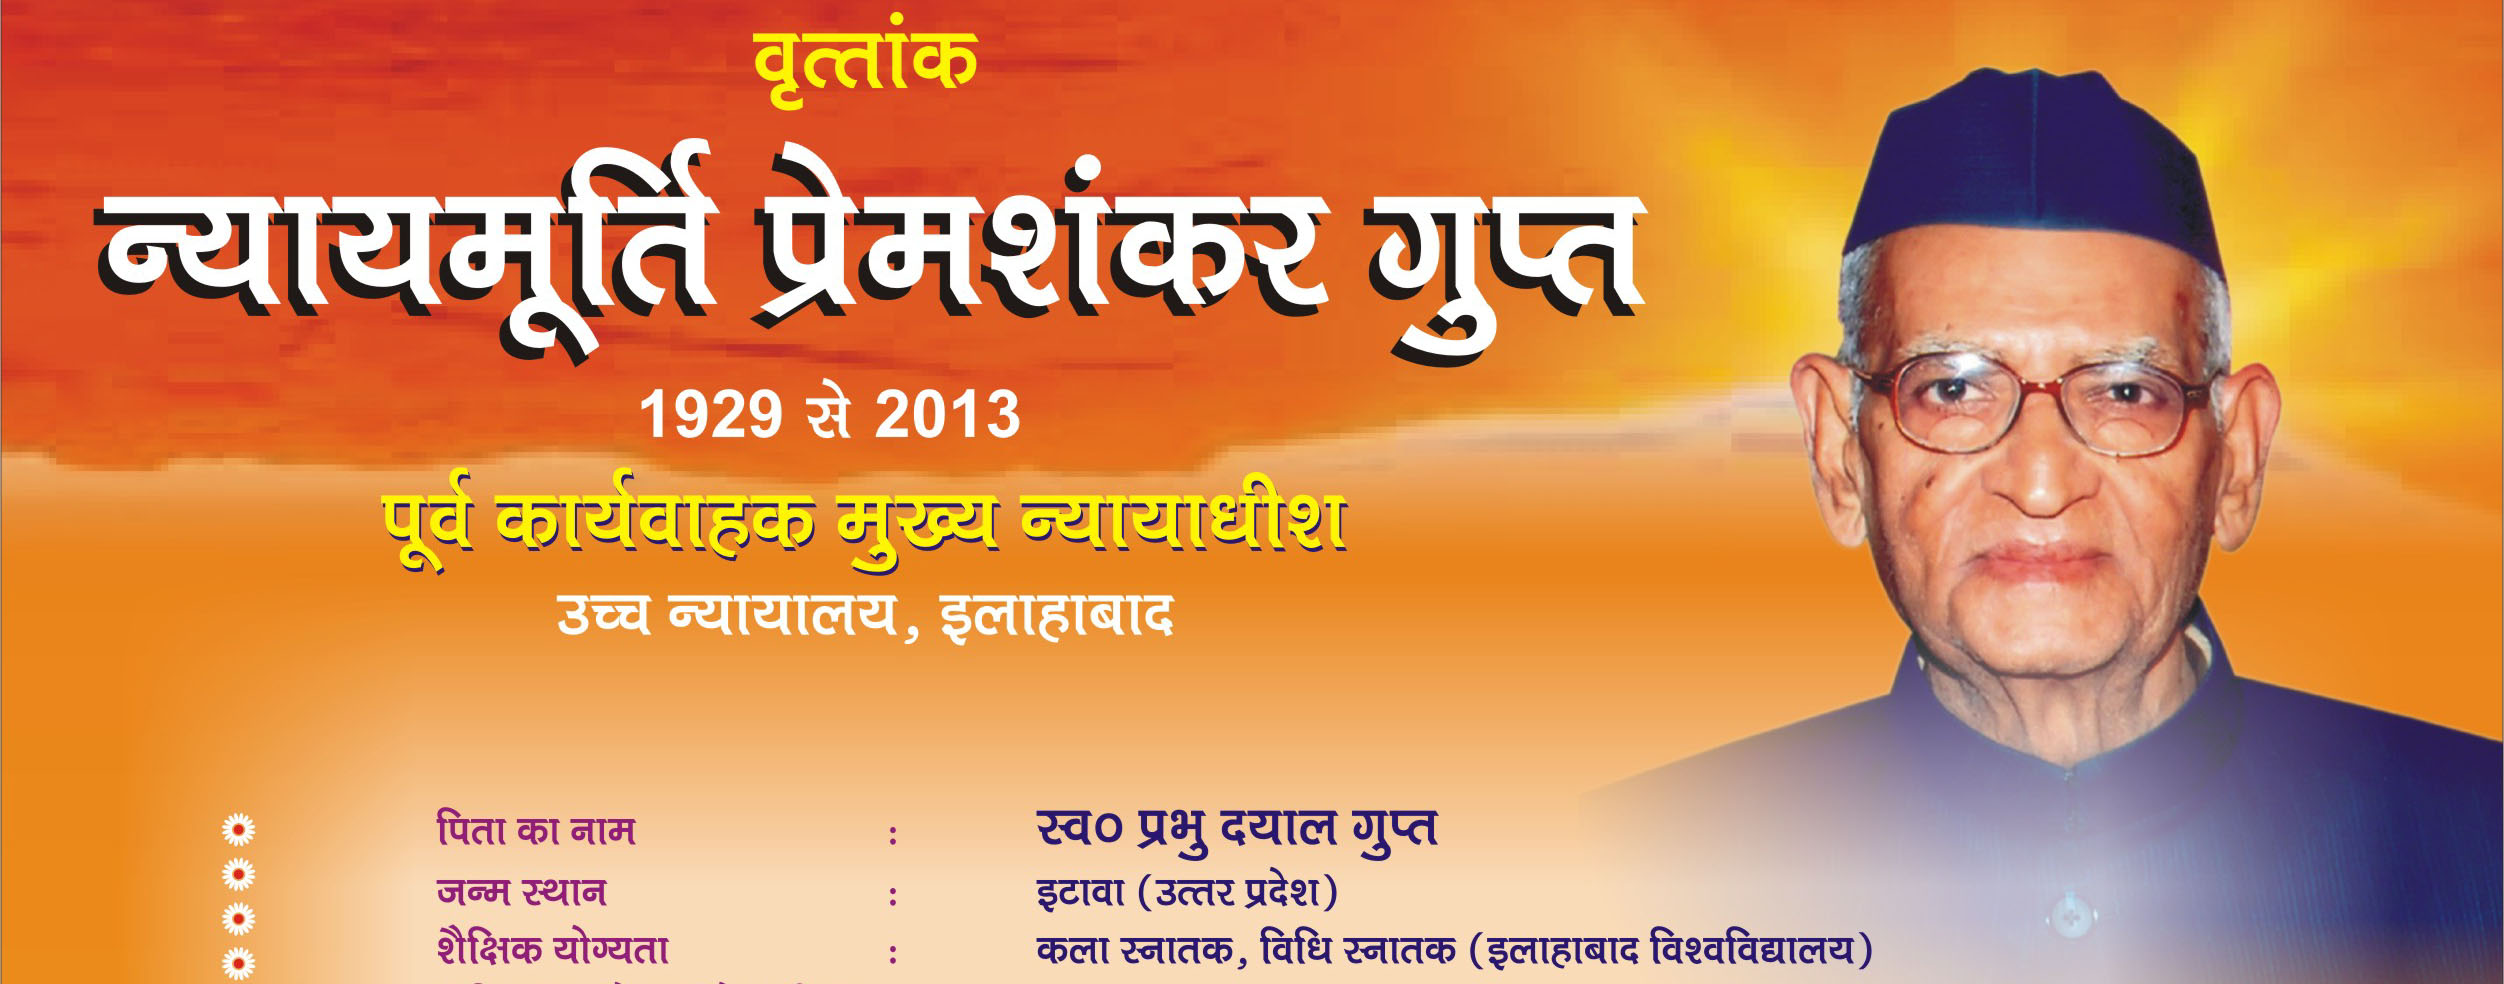 वृत्तांक
न्यायमूर्ति प्रेमशंकर गुप्त
1929 से 2013
पूर्व कार्यवाहक मुख्य न्यायाधीश
उच्च न्यायालय, इलाहाबाद
पिता का नाम : स्व० प्रभु दयाल गुप्त
जन्म स्थान : इटावा (उत्तर प्रदेश)
शैक्षिक योग्यता : कला स्नातक, विधि स्नातक (इलाहाबाद विश्वविद्यालय)